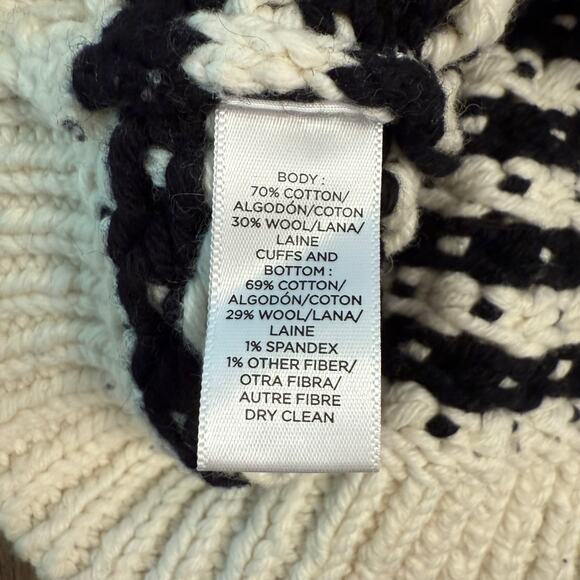 BODY :
70% COTTON/
ALGODÓN/COTON
30% WOOL/LANA/
LAINE
CUFFS AND
BOTTOM :
69% COTTON/
ALGODÓN/COTON
29% WOOL/LANA/
LAINE
1% SPANDEX
1% OTHER FIBER/
OTRA FIBRA/
AUTRE FIBRE
DRY CLEAN